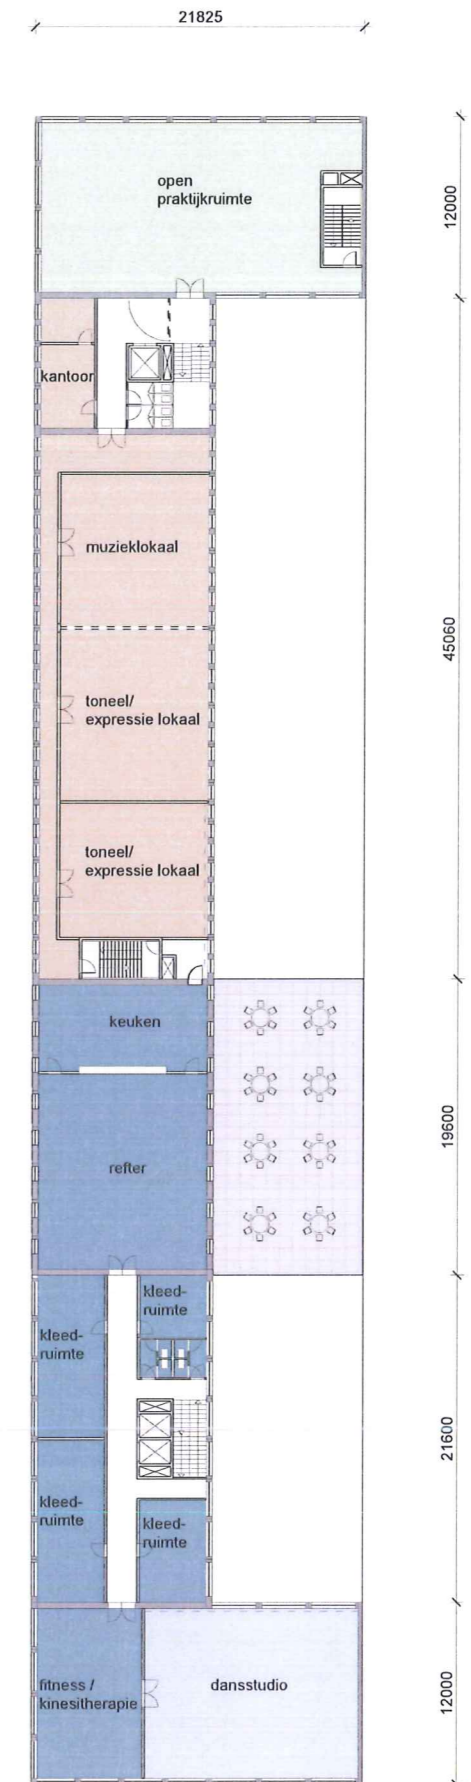 21825
open
praktijkruimte
12000
kantoor
muzieklokaal
45060
toneel/
expressie lokaal
toneel/
expressie lokaal
keuken
19600
refter
kleed-
ruimte
kleed-
ruimte
21600
kleed-
ruimte
kleed-
ruimte
fitness /
kinesitherapie
dansstudio
12000